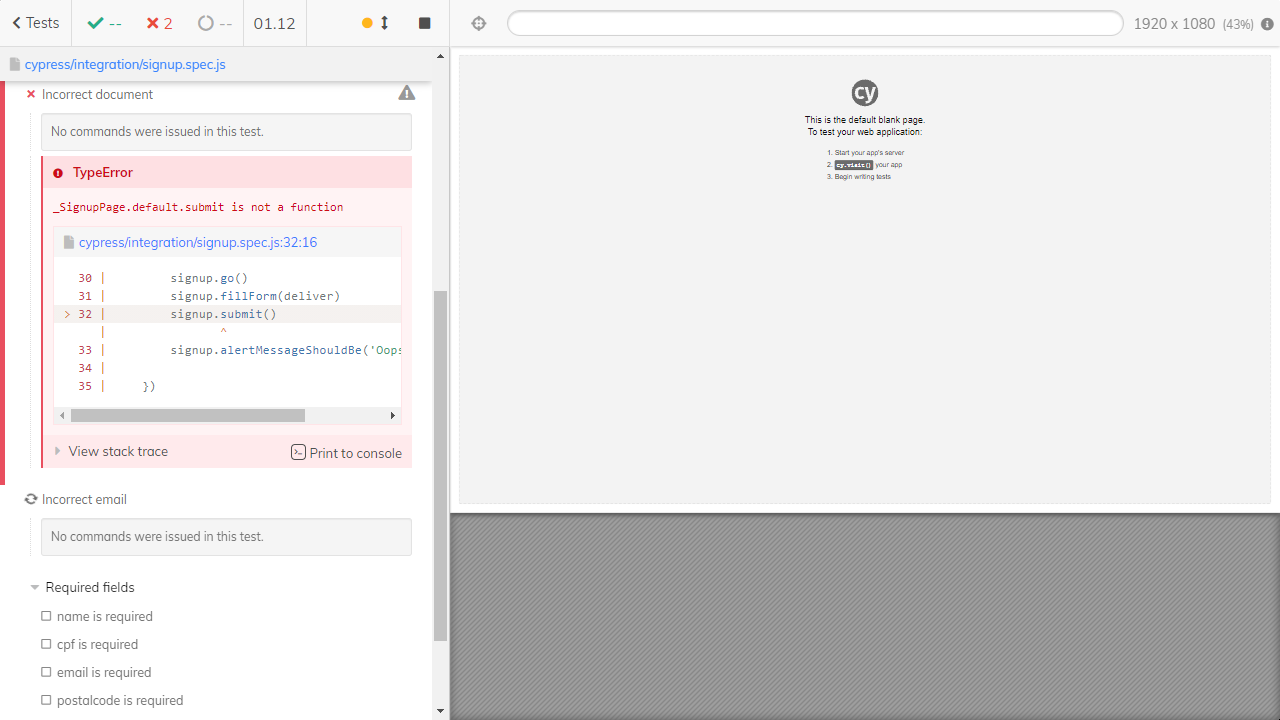 Tests
--
2
--
01.12
1920 x 1080 (43%)
cypress/integration/signup.spec.js
Incorrect document
No commands were issued in this test.
TypeError
_SignupPage.default.submit is not a function
cypress/integration/signup.spec.js:32:16
30 | signup.go()
31 | signup.fillForm(deliver)
> 32 | signup.submit()
| ^
33 | signup.alertMessageShouldBe('Oops
34 |
35 | })
View stack trace
Print to console
Incorrect email
No commands were issued in this test.
Required fields
name is required
cpf is required
email is required
postalcode is required
cy
This is the default blank page.
To test your web application:
1. Start your app's server
2. cy.visit() your app
3. Begin writing tests